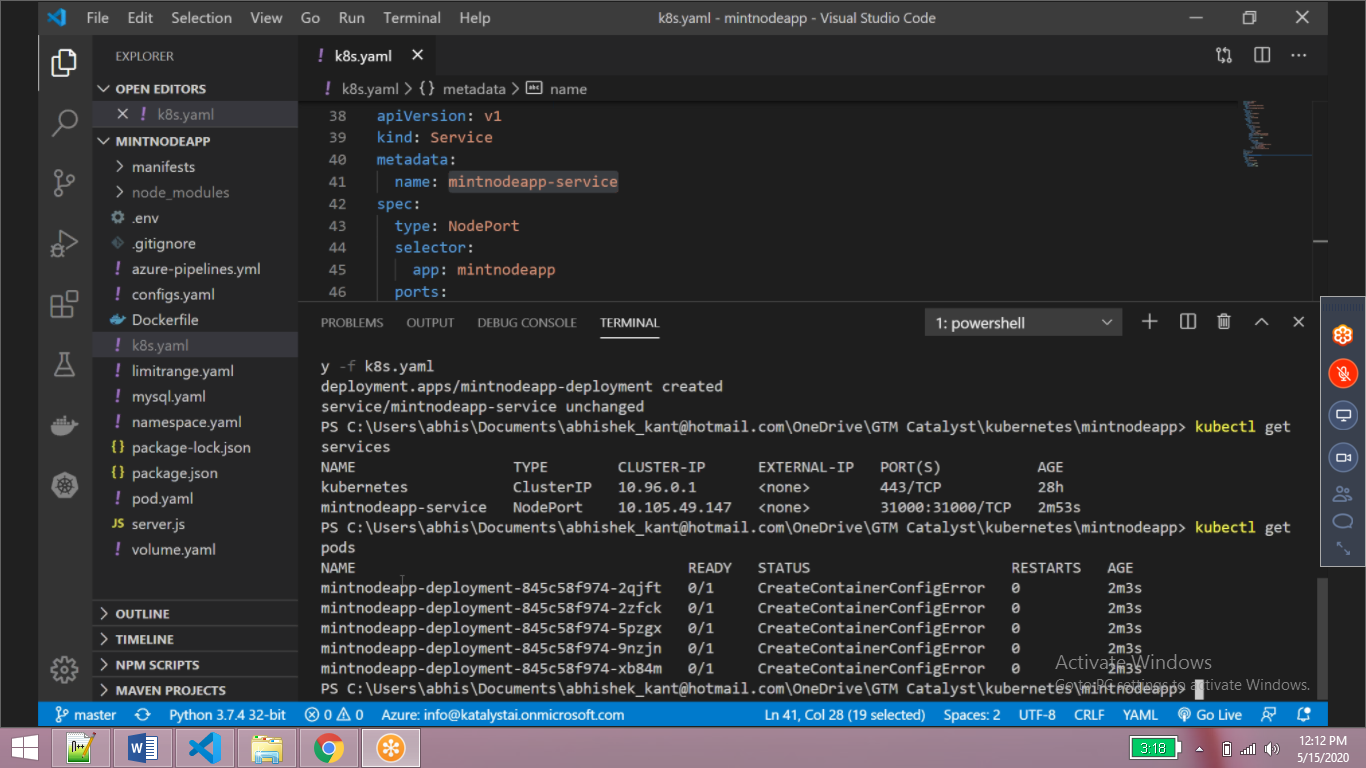 File Edit Selection View Go Run Terminal Help
k8s.yaml - mintnodeapp - Visual Studio Code
EXPLORER
OPEN EDITORS
k8s.yaml
MINTNODEAPP
manifests
node_modules
.env
.gitignore
azure-pipelines.yml
configs.yaml
Dockerfile
k8s.yaml
limitrange.yaml
mysql.yaml
namespace.yaml
package-lock.json
package.json
pod.yaml
JS server.js
volume.yaml
OUTLINE
TIMELINE
NPM SCRIPTS
MAVEN PROJECTS
! k8s.yaml
! k8s.yaml > {} metadata > abc name
38 apiVersion: v1
39 kind: Service
40 metadata:
41 name: mintnodeapp-service
42 spec:
43 type: NodePort
44 selector:
45 app: mintnodeapp
46 ports:
PROBLEMS OUTPUT DEBUG CONSOLE TERMINAL
1: powershell
y -f k8s.yaml
deployment.apps/mintnodeapp-deployment created
service/mintnodeapp-service unchanged
PS C:\Users\abhis\Documents\abhishek_kant@hotmail.com\OneDrive\GTM Catalyst\kubernetes\mintnodeapp> kubectl get
services
NAME TYPE CLUSTER-IP EXTERNAL-IP PORT(S) AGE
kubernetes ClusterIP 10.96.0.1 <none> 443/TCP 28h
mintnodeapp-service NodePort 10.105.49.147 <none> 31000:31000/TCP 2m53s
PS C:\Users\abhis\Documents\abhishek_kant@hotmail.com\OneDrive\GTM Catalyst\kubernetes\mintnodeapp> kubectl get
pods
NAME READY STATUS RESTARTS AGE
mintnodeapp-deployment-845c58f974-2qjft 0/1 CreateContainerConfigError 0 2m3s
mintnodeapp-deployment-845c58f974-2zfck 0/1 CreateContainerConfigError 0 2m3s
mintnodeapp-deployment-845c58f974-5pzgx 0/1 CreateContainerConfigError 0 2m3s
mintnodeapp-deployment-845c58f974-9nzjn 0/1 CreateContainerConfigError 0 2m3s
mintnodeapp-deployment-845c58f974-xb84m 0/1 CreateContainerConfigError 0 2m3s
PS C:\Users\abhis\Documents\abhishek_kant@hotmail.com\OneDrive\GTM Catalyst\kubernetes\mintnodeapp>
Activate Windows
Go to PC settings to activate Windows.
master Python 3.7.4 32-bit 0 0 Azure: info@katalystai.onmicrosoft.com Ln 41, Col 28 (19 selected) Spaces: 2 UTF-8 CRLF YAML Go Live
3:18
12:12 PM
5/15/2020